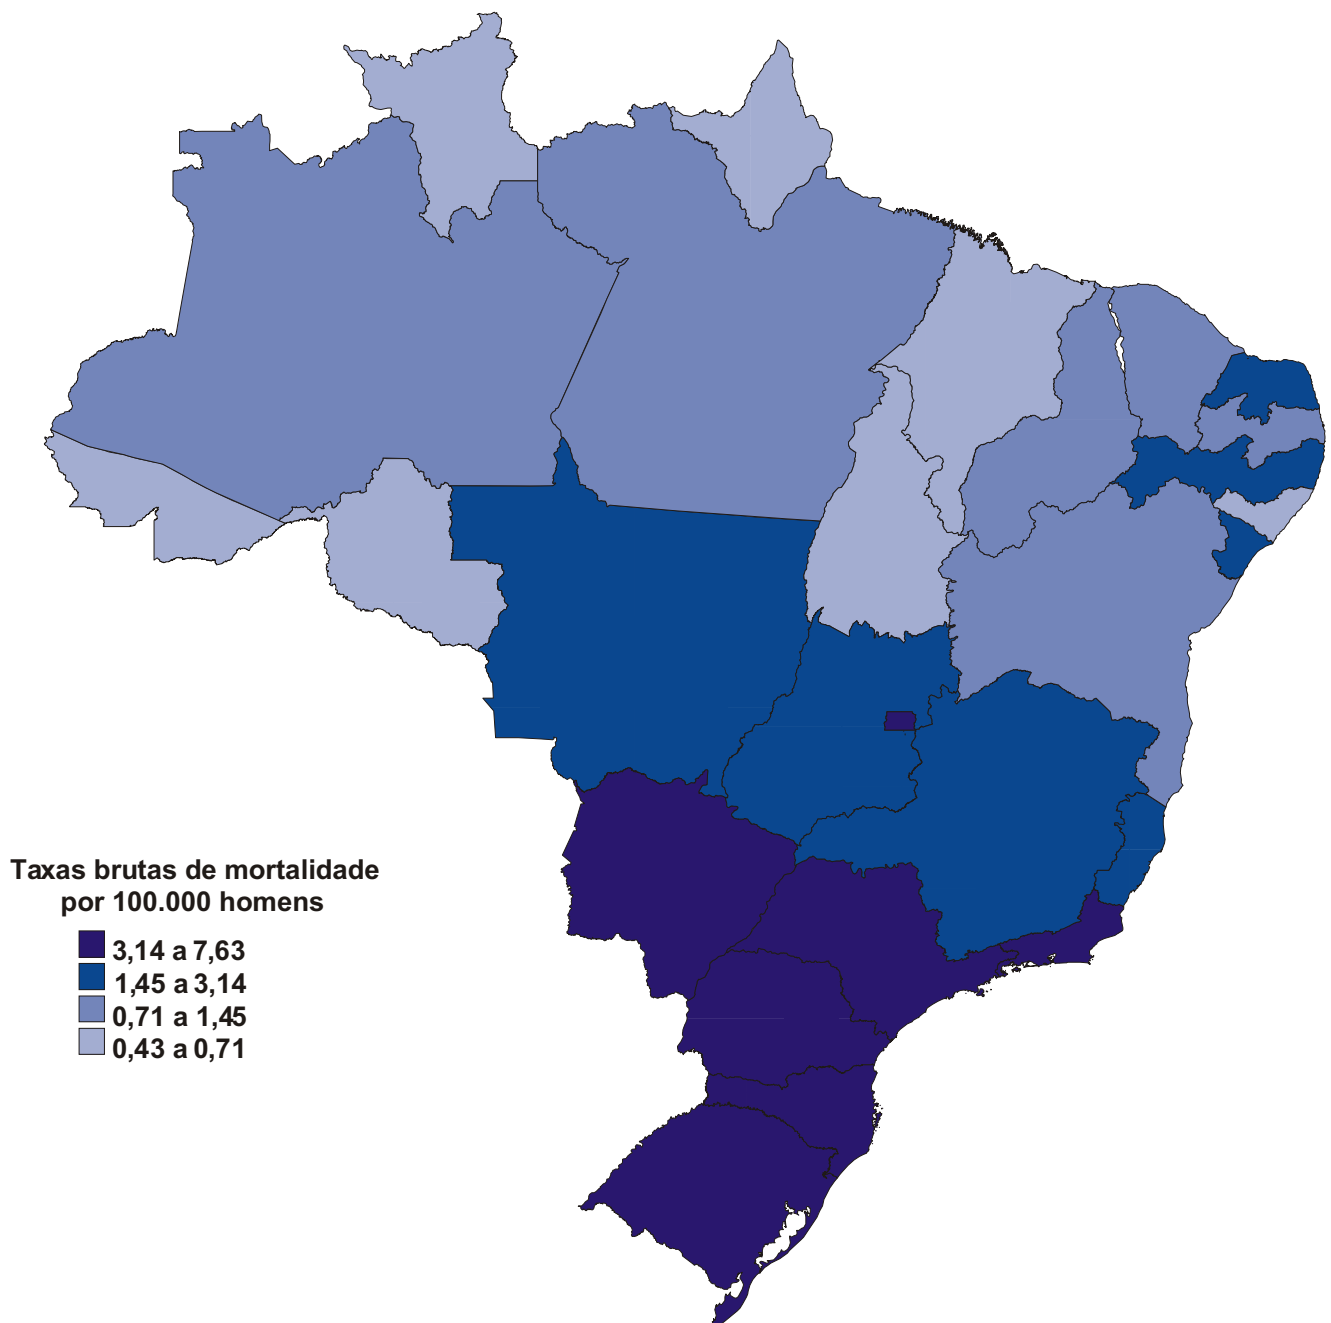 Taxas brutas de mortalidade
por 100.000 homens
3,14 a 7,63
1,45 a 3,14
0,71 a 1,45
0,43 a 0,71